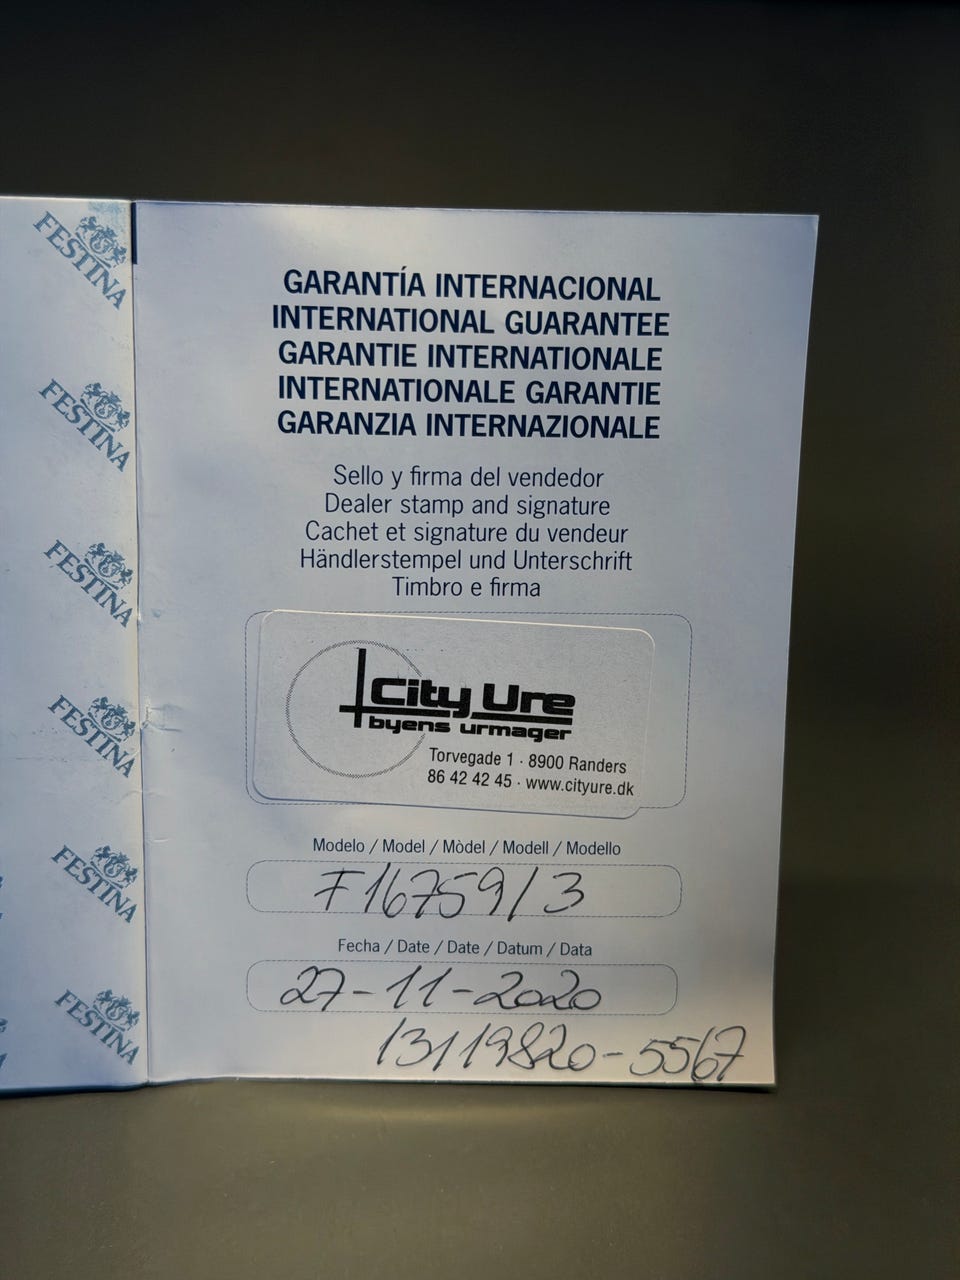 FESTINA
FESTINA
FESTINA
FESTINA
FESTINA
FESTINA
GARANTÍA INTERNACIONAL
INTERNATIONAL GUARANTEE
GARANTIE INTERNATIONALE
INTERNATIONALE GARANTIE
GARANZIA INTERNAZIONALE
Sello y firma del vendedor
Dealer stamp and signature
Cachet et signature du vendeur
Händlerstempel und Unterschrift
Timbro e firma
City Ure
byens urmager
Torvegade 1 · 8900 Randers
86 42 42 45 · www.cityure.dk
Modelo / Model / Mòdel / Modell / Modello
F16759/3
Fecha / Date / Date / Datum / Data
27-11-2020
13119820-5567